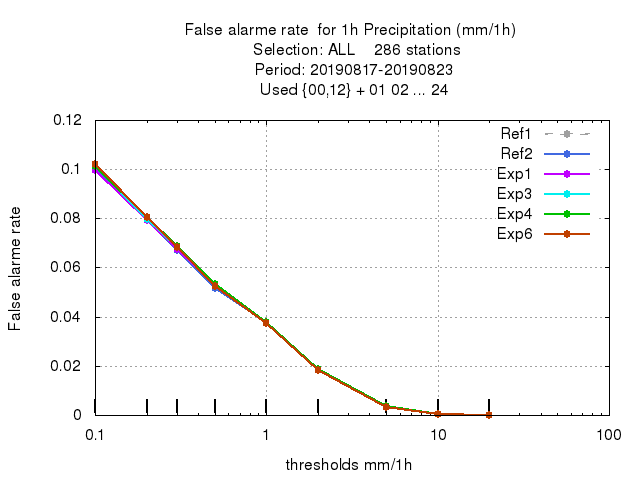 False alarme rate  for 1h Precipitation (mm/1h)
Selection: ALL    286 stations
Period: 20190817-20190823
Used {00,12} + 01 02 ... 24
Ref1
Ref2
Exp1
Exp3
Exp4
Exp6
0.12
0.1
0.08
0.06
0.04
0.02
0
False alarme rate
0.1
1
10
100
thresholds mm/1h